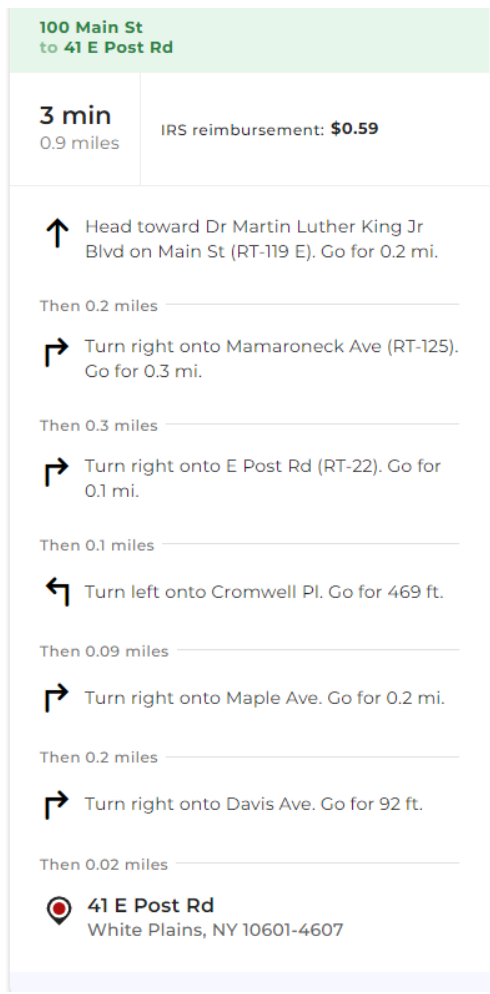 100 Main St
to 41 E Post Rd
3 min
0.9 miles
IRS reimbursement: $0.59
Head toward Dr Martin Luther King Jr
Blvd on Main St (RT-119 E). Go for 0.2 mi.
Then 0.2 miles
Turn right onto Mamaroneck Ave (RT-125).
Go for 0.3 mi.
Then 0.3 miles
Turn right onto E Post Rd (RT-22). Go for
0.1 mi.
Then 0.1 miles
Turn left onto Cromwell Pl. Go for 469 ft.
Then 0.09 miles
Turn right onto Maple Ave. Go for 0.2 mi.
Then 0.2 miles
Turn right onto Davis Ave. Go for 92 ft.
Then 0.02 miles
41 E Post Rd
White Plains, NY 10601-4607